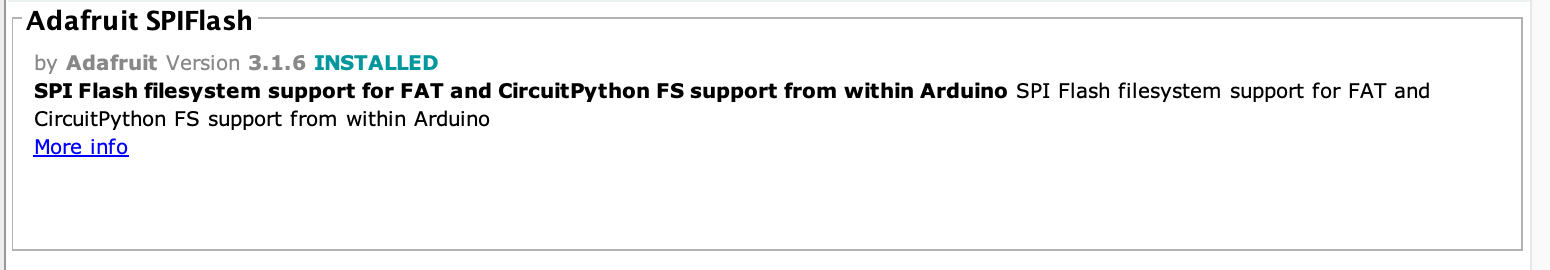 Adafruit SPIFlash
by Adafruit Version 3.1.6 INSTALLED
SPI Flash filesystem support for FAT and CircuitPython FS support from within Arduino SPI Flash filesystem support for FAT and
CircuitPython FS support from within Arduino
More info